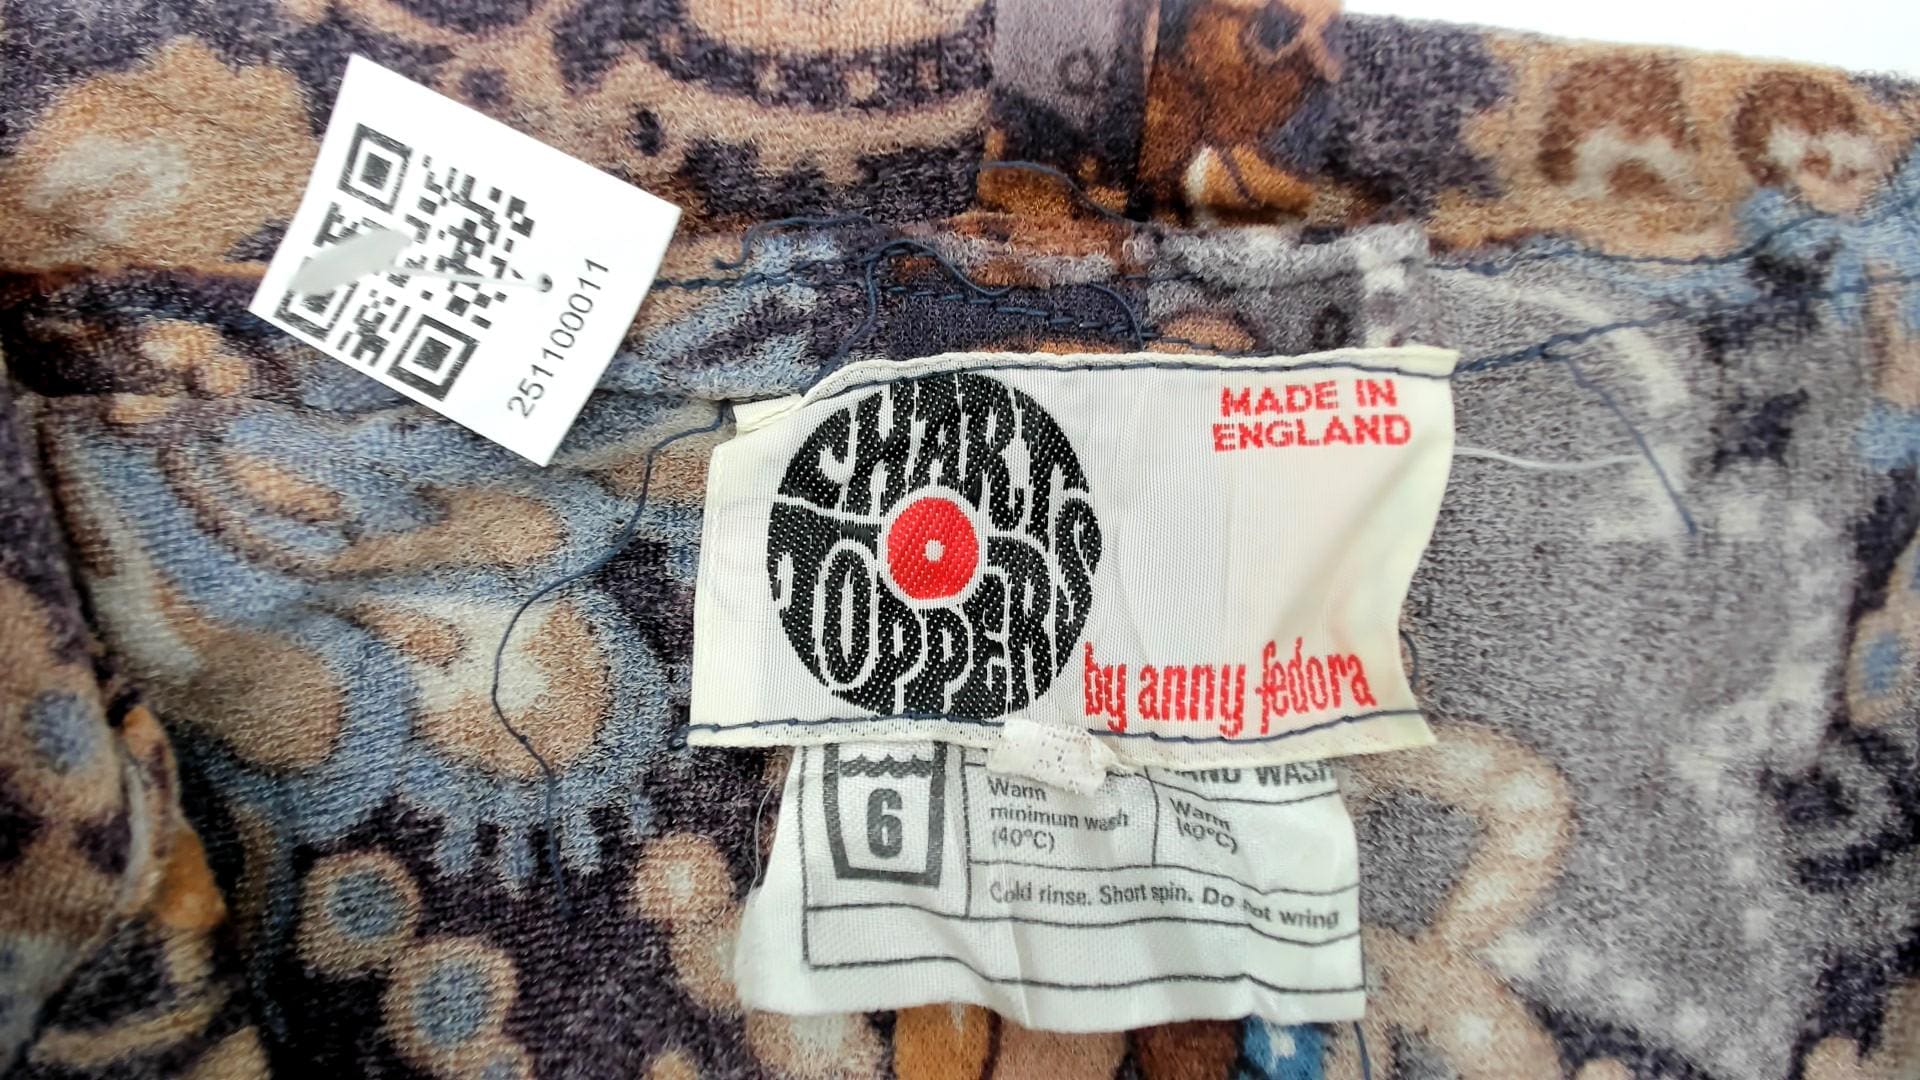 251100011
CHART
TOPPERS
MADE IN
ENGLAND
by anny fedora
6
Warm
minimum wash
(40°C)
HAND WASH
Warm
(40°C)
Cold rinse. Short spin. Do not wring